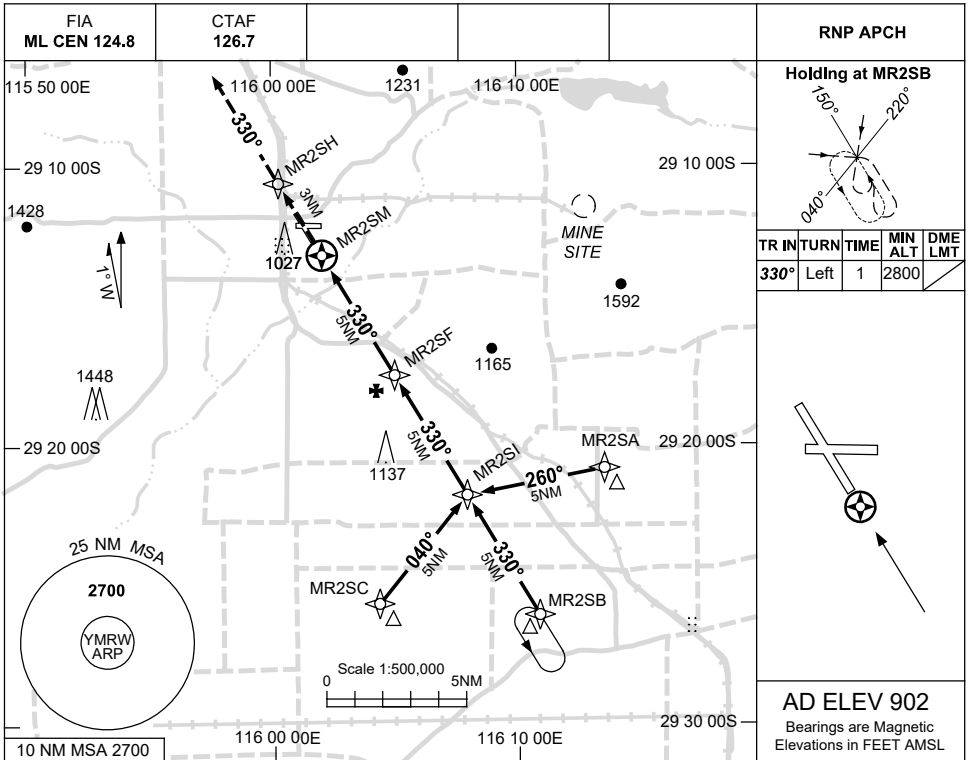 FIA
ML CEN 124.8
CTAF
126.7
RNP APCH
115 50 00E
116 00 00E
1231
116 10 00E
330°
MR2SH
29 10 00S
29 10 00S
1428
3NM
MR2SM
1027
MINE
SITE
1° W
1592
330°
5NM
MR2SF
1165
1448
1137
330°
5NM
29 20 00S
29 20 00S
MR2SI
MR2SA
260°
5NM
040°
5NM
330°
5NM
MR2SC
MR2SB
25 NM MSA
2700
YMRW
ARP
Scale 1:500,000
0
5NM
29 30 00S
116 00 00E
116 10 00E
10 NM MSA 2700
Holding at MR2SB
150°
220°
040°
TR IN TURN TIME MIN ALT DME LMT
330° Left 1 2800
AD ELEV 902
Bearings are Magnetic
Elevations in FEET AMSL